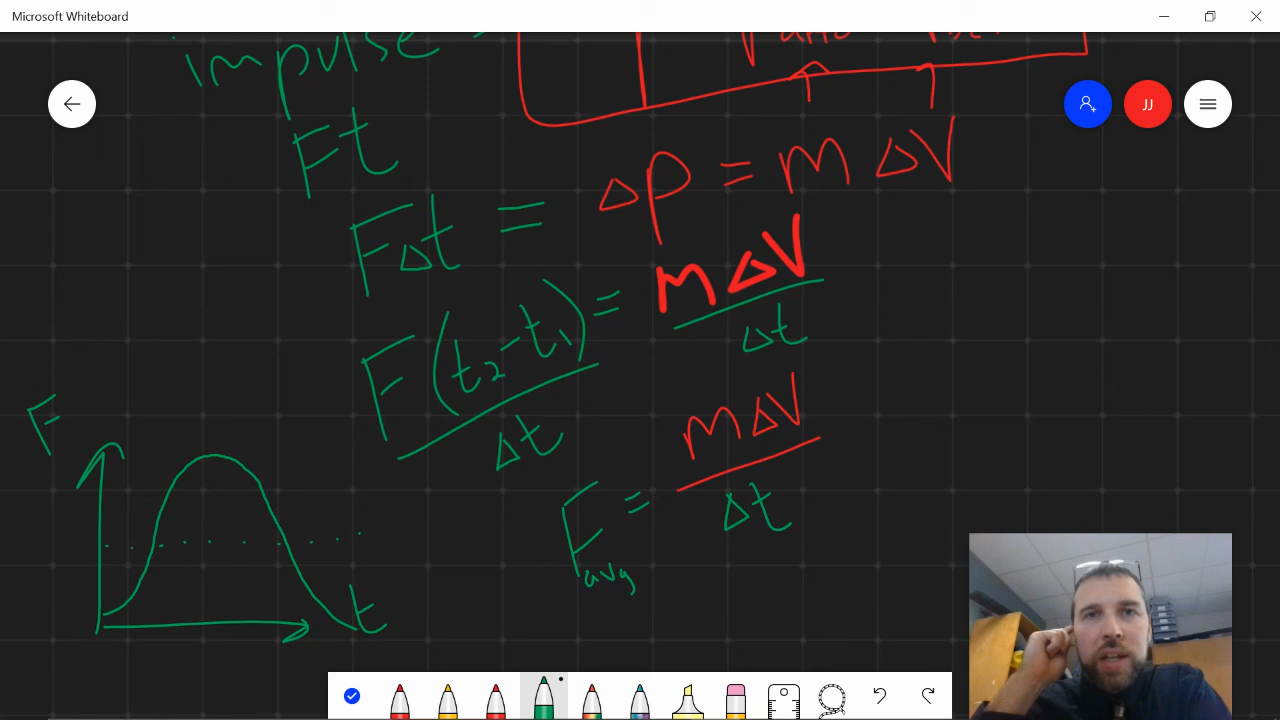 Microsoft Whiteboard
impulse =
Ft
FΔt = Δp = mΔV
F(t₂-t₁) = mΔV
Δt Δt
F
F avg = mΔV
Δt
t
JJ